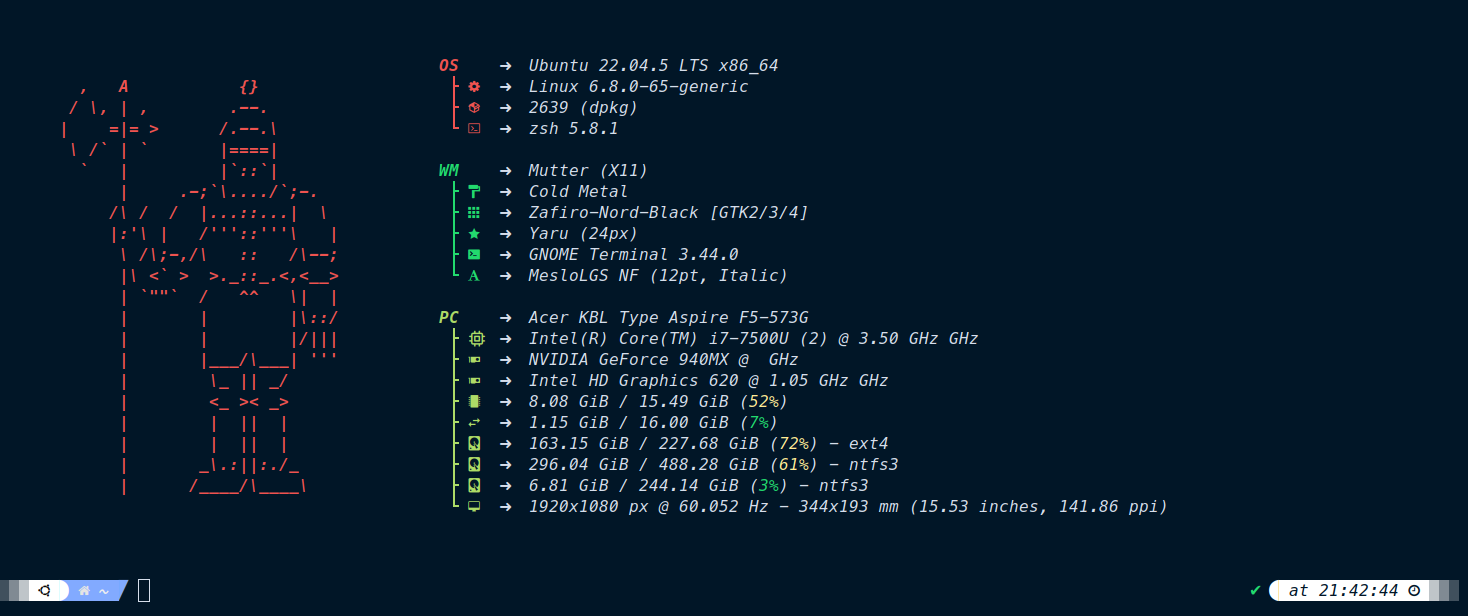 OS ➜ Ubuntu 22.04.5 LTS x86_64
➜ Linux 6.8.0-65-generic
➜ 2639 (dpkg)
➜ zsh 5.8.1
WM ➜ Mutter (X11)
➜ Cold Metal
➜ Zafiro-Nord-Black [GTK2/3/4]
➜ Yaru (24px)
➜ GNOME Terminal 3.44.0
➜ MesloLGS NF (12pt, Italic)
PC ➜ Acer KBL Type Aspire F5-573G
➜ Intel(R) Core(TM) i7-7500U (2) @ 3.50 GHz GHz
➜ NVIDIA GeForce 940MX @  GHz
➜ Intel HD Graphics 620 @ 1.05 GHz GHz
➜ 8.08 GiB / 15.49 GiB (52%)
➜ 1.15 GiB / 16.00 GiB (7%)
➜ 163.15 GiB / 227.68 GiB (72%) - ext4
➜ 296.04 GiB / 488.28 GiB (61%) - ntfs3
➜ 6.81 GiB / 244.14 GiB (3%) - ntfs3
➜ 1920x1080 px @ 60.052 Hz - 344x193 mm (15.53 inches, 141.86 ppi)
~ ✔ at 21:42:44